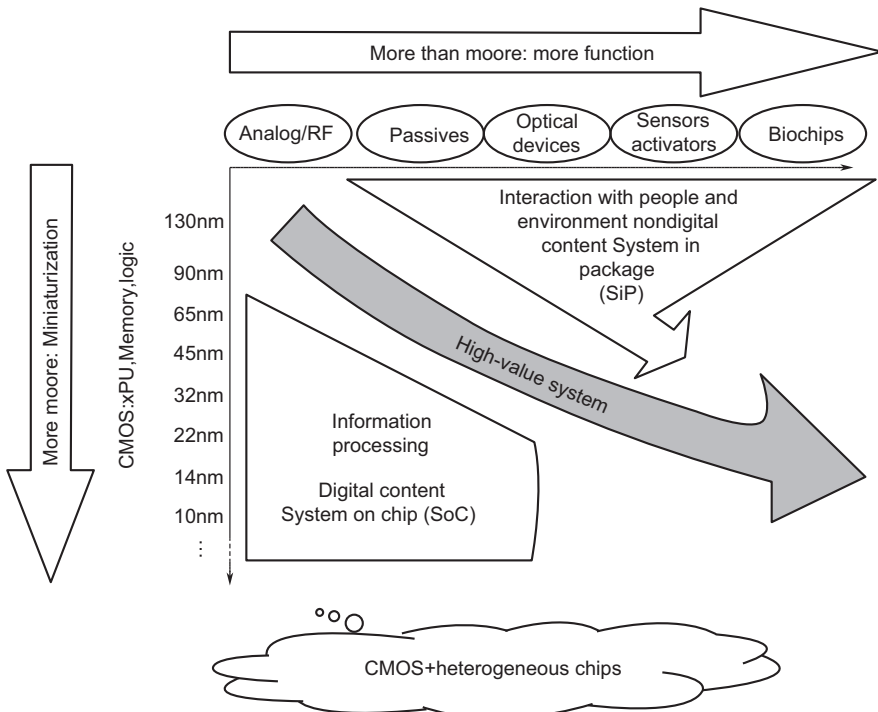 More than moore: more function
Analog/RF
Passives
Optical
devices
Sensors
activators
Biochips
Interaction with people and
environment nondigital
content System in
package
(SiP)
More moore: Miniaturization
CMOS:xPU,Memory,logic
130nm
90nm
65nm
45nm
32nm
22nm
14nm
10nm
...
High-value system
Information
processing
Digital content
System on chip (SoC)
CMOS+heterogeneous chips